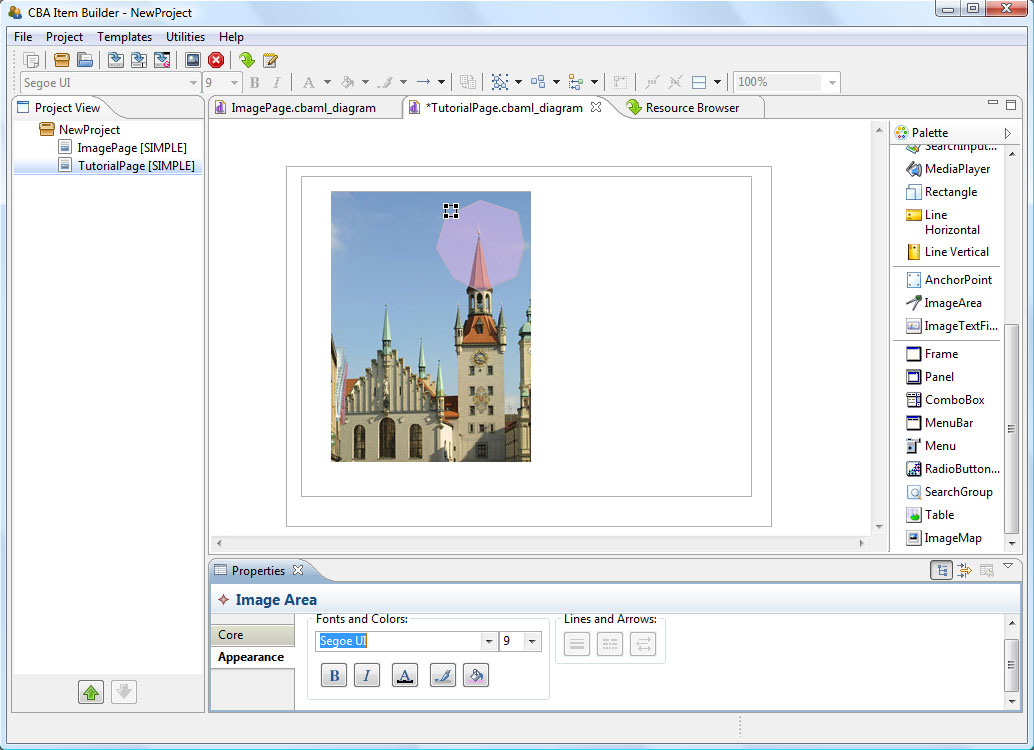 CBA Item Builder - NewProject
File Project Templates Utilities Help
Segoe UI 9 B I A 100%
Project View
NewProject
ImagePage [SIMPLE]
TutorialPage [SIMPLE]
ImagePage.cbaml_diagram *TutorialPage.cbaml_diagram Resource Browser
Palette
SearchInput...
MediaPlayer
Rectangle
Line
Horizontal
Line Vertical
AnchorPoint
ImageArea
ImageTextFi...
Frame
Panel
ComboBox
MenuBar
Menu
RadioButton...
SearchGroup
Table
ImageMap
Properties
Image Area
Core
Appearance
Fonts and Colors:
Segoe UI 9
B I A
Lines and Arrows: